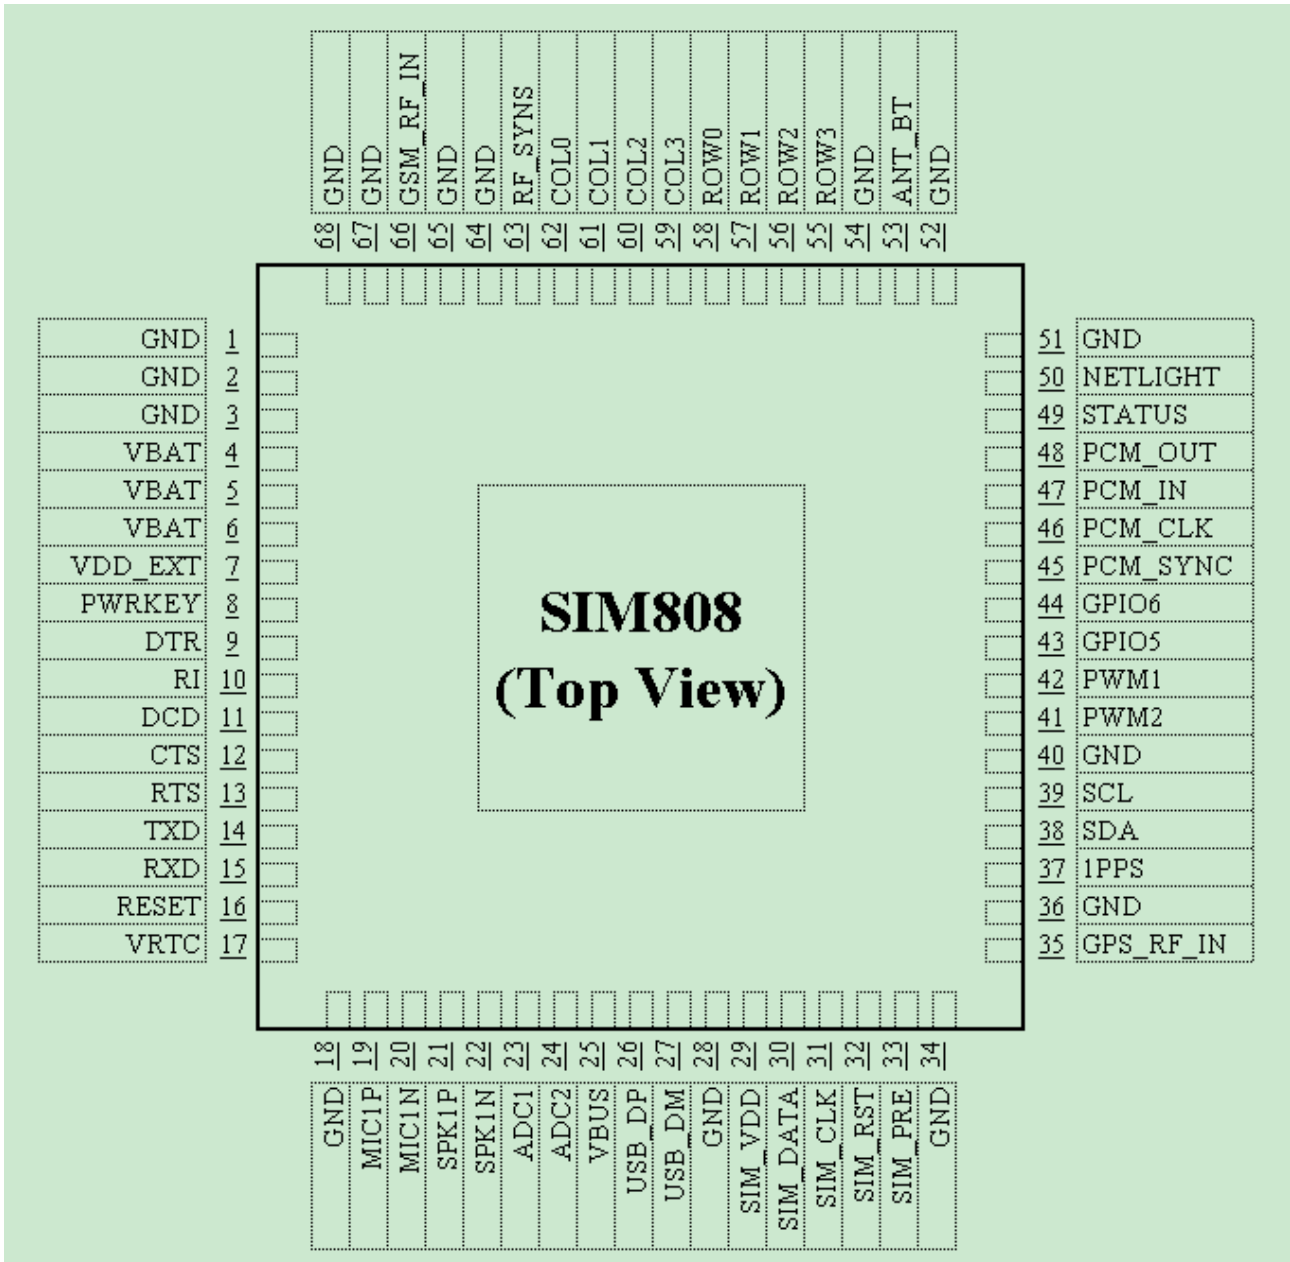 GND
GND
GSM_RF_IN
GND
GND
RF_SYNS
COL0
COL1
COL2
COL3
ROW0
ROW1
ROW2
ROW3
GND
ANT_BT
GND
68
67
66
65
64
63
62
61
60
59
58
57
56
55
54
53
52
GND 1
GND 2
GND 3
VBAT 4
VBAT 5
VBAT 6
VDD_EXT 7
PWRKEY 8
DTR 9
RI 10
DCD 11
CTS 12
RTS 13
TXD 14
RXD 15
RESET 16
VRTC 17
SIM808
(Top View)
51 GND
50 NETLIGHT
49 STATUS
48 PCM_OUT
47 PCM_IN
46 PCM_CLK
45 PCM_SYNC
44 GPIO6
43 GPIO5
42 PWM1
41 PWM2
40 GND
39 SCL
38 SDA
37 1PPS
36 GND
35 GPS_RF_IN
18
19
20
21
22
23
24
25
26
27
28
29
30
31
32
33
34
GND
MIC1P
MIC1N
SPK1P
SPK1N
ADC1
ADC2
VBUS
USB_DP
USB_DM
GND
SIM_VDD
SIM_DATA
SIM_CLK
SIM_RST
SIM_PRE
GND